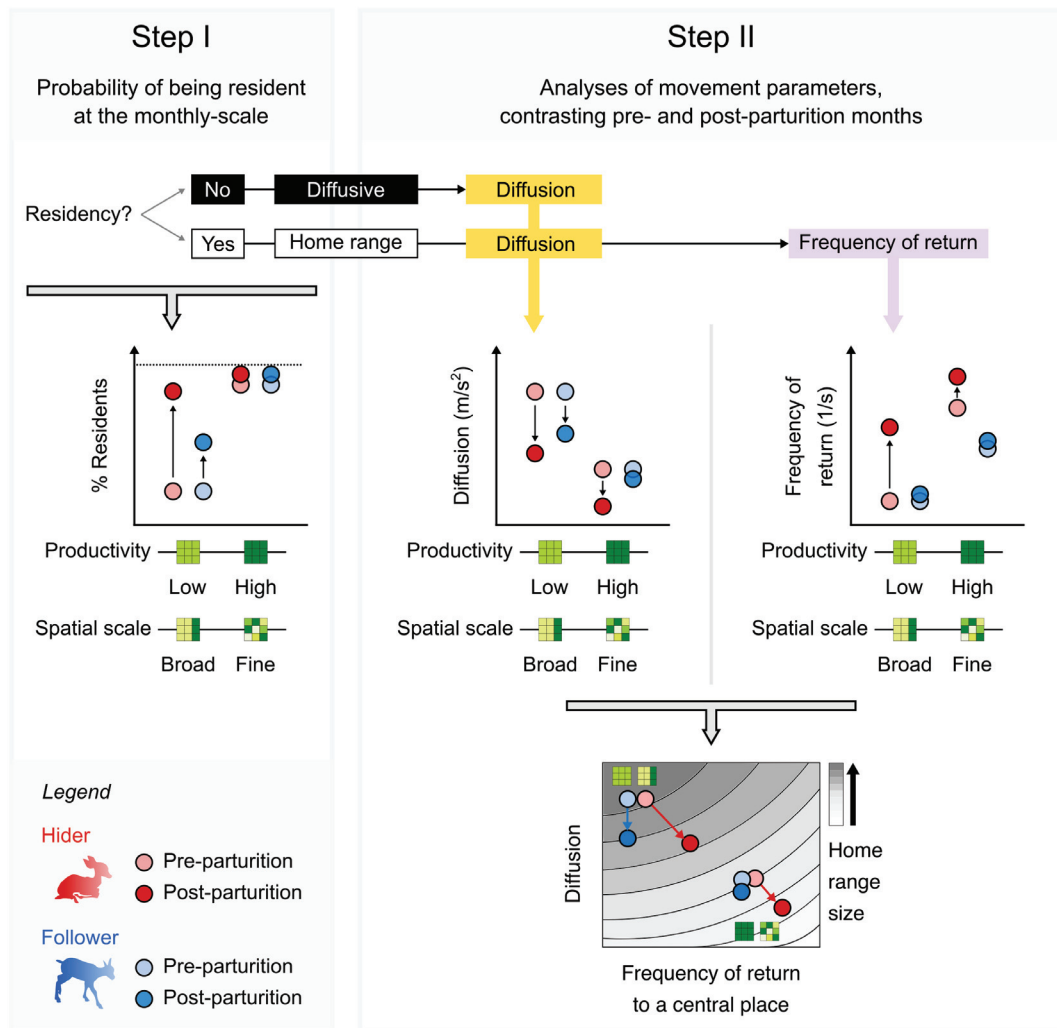 Step I
Probability of being resident
at the monthly-scale
Step II
Analyses of movement parameters,
contrasting pre- and post-parturition months
Residency?
No
Diffusive
Diffusion
Yes
Home range
Diffusion
Frequency of return
% Residents
Productivity
Low
High
Spatial scale
Broad
Fine
Diffusion (m/s²)
Productivity
Low
High
Spatial scale
Broad
Fine
Frequency of
return (1/s)
Productivity
Low
High
Spatial scale
Broad
Fine
Legend
Hider
Pre-parturition
Post-parturition
Follower
Pre-parturition
Post-parturition
Diffusion
Home
range
size
Frequency of return
to a central place